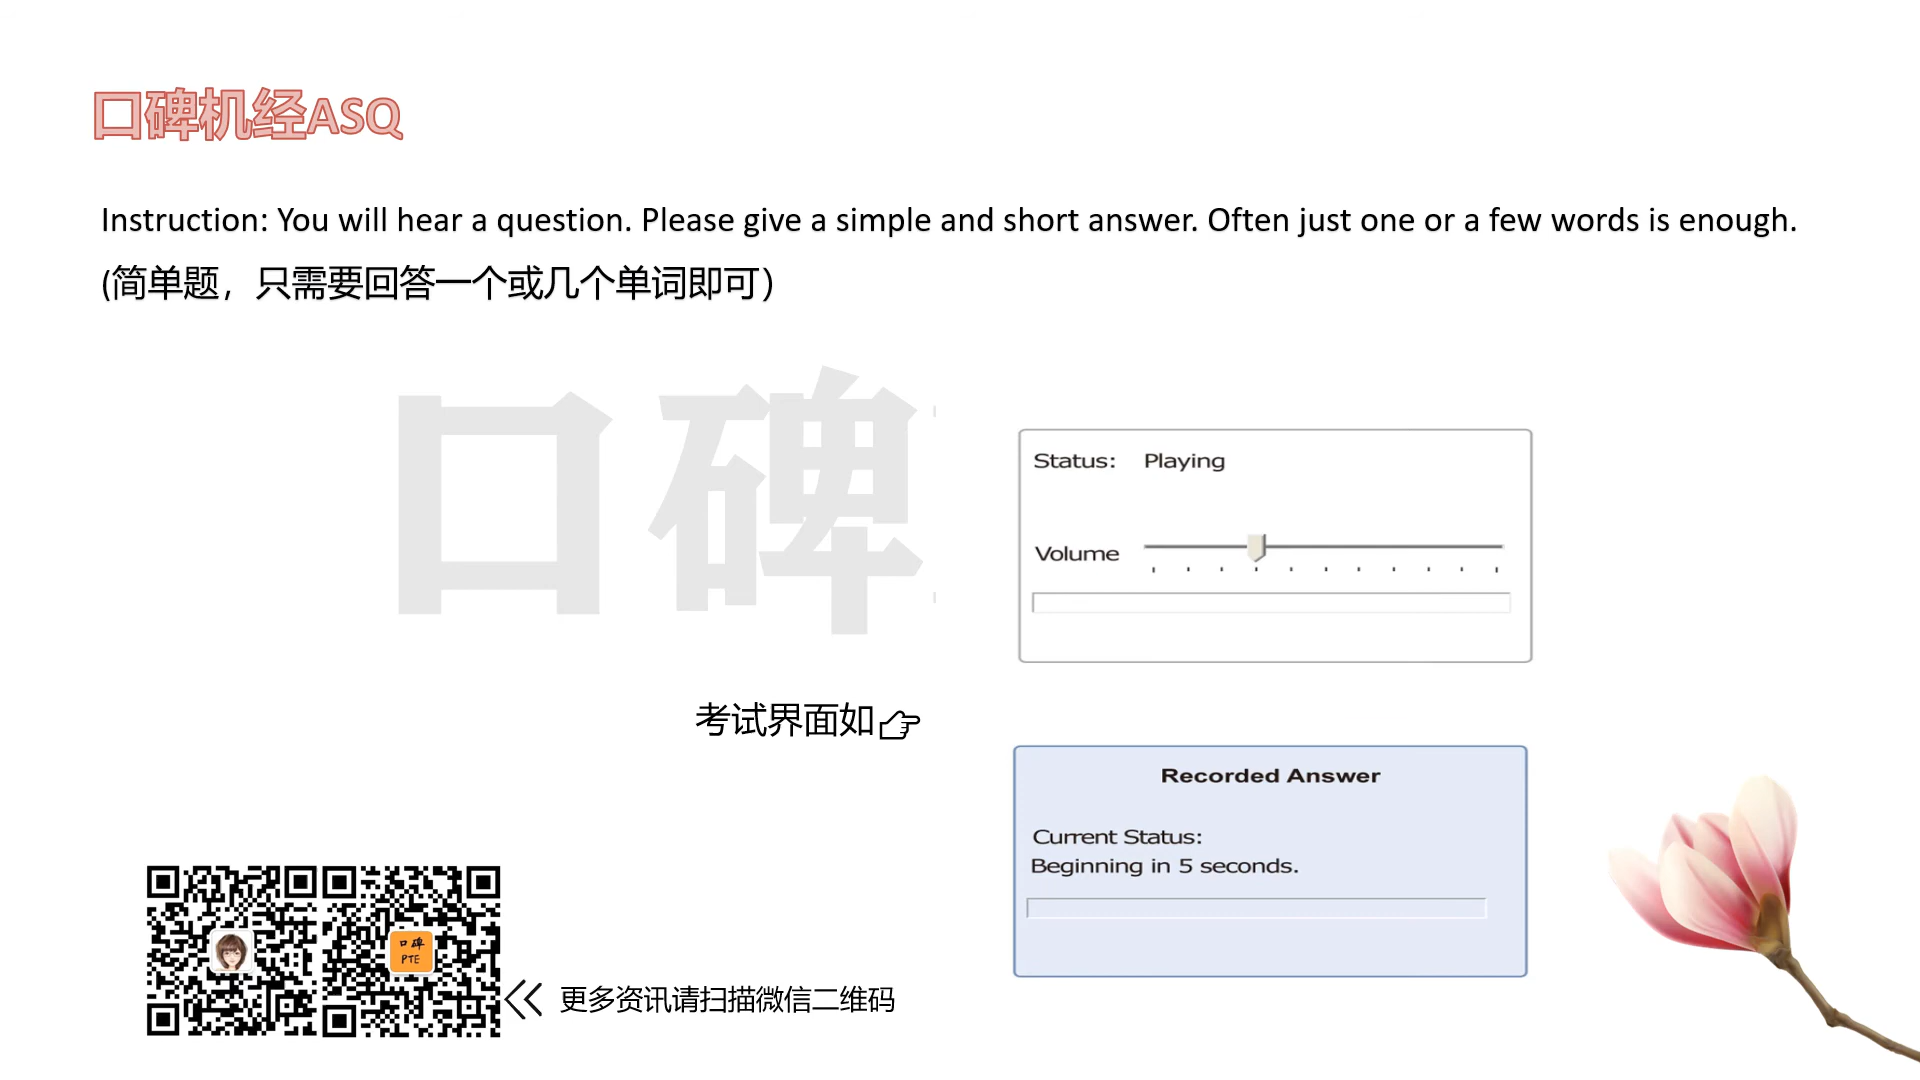 口碑机经ASQ
Instruction: You will hear a question. Please give a simple and short answer. Often just one or a few words is enough.
(简单题，只需要回答一个或几个单词即可）
口碑
Status: Playing
Volume
考试界面如
Recorded Answer
Current Status:
Beginning in 5 seconds.
口碑
PTE
更多资讯请扫描微信二维码